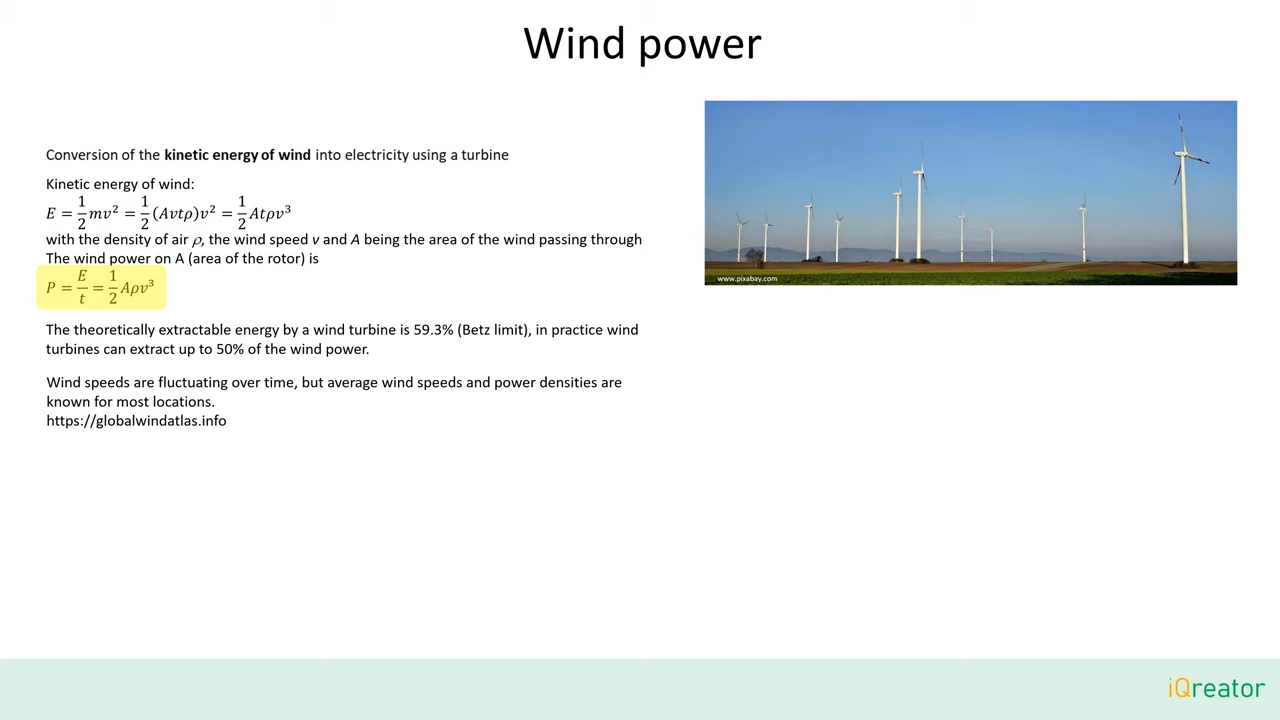 Wind power
Conversion of the kinetic energy of wind into electricity using a turbine
Kinetic energy of wind:
E = 1/2 mv² = 1/2 (Avtρ)v² = 1/2 Atρv³
with the density of air ρ, the wind speed v and A being the area of the wind passing through
The wind power on A (area of the rotor) is
P = E/t = 1/2 Aρv³
The theoretically extractable energy by a wind turbine is 59.3% (Betz limit), in practice wind
turbines can extract up to 50% of the wind power.
Wind speeds are fluctuating over time, but average wind speeds and power densities are
known for most locations.
https://globalwindatlas.info
www.pixabay.com
iQreator